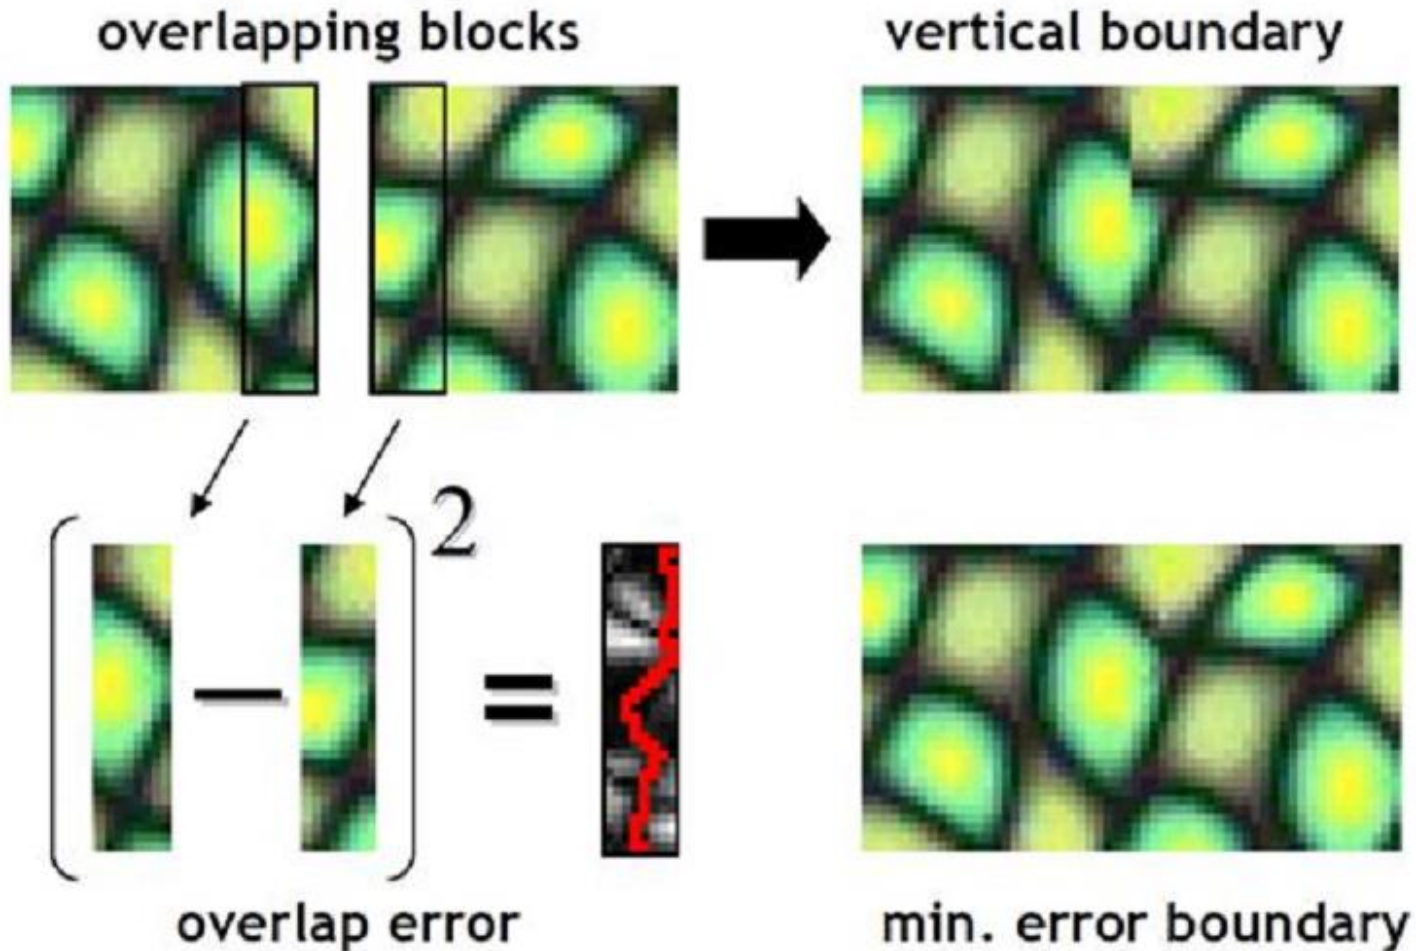 overlapping blocks
vertical boundary
2
overlap error
min. error boundary